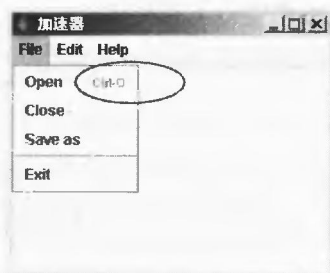 加速器
File Edit Help
Open Ctrl-O
Close
Save as
Exit